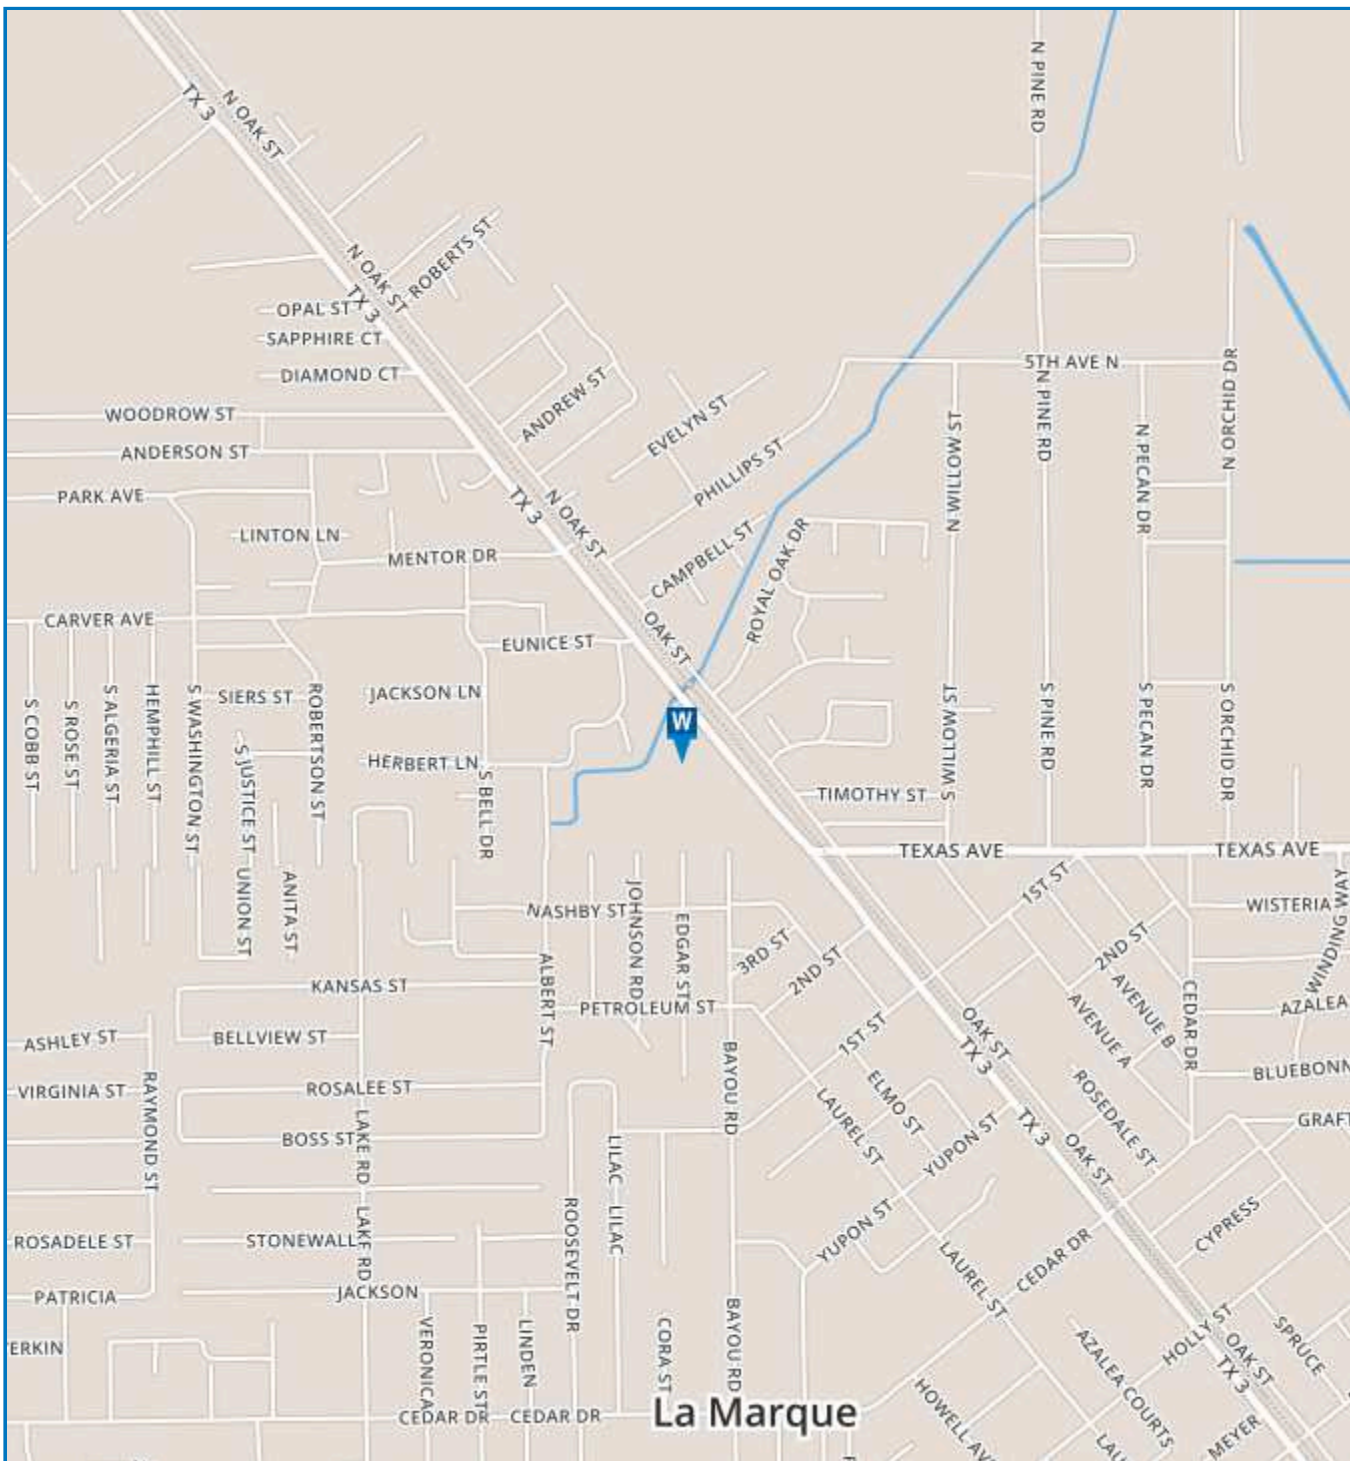 N PINE RD
TX 3
N OAK ST
N OAK ST
ROBERTS ST
TX 3
OPAL ST
SAPPHIRE CT
DIAMOND CT
5TH AVE N
N ORCHID DR
N PINE RD
WOODROW ST
ANDREW ST
EVELYN ST
N WILLOW ST
N PECAN DR
ANDERSON ST
PHILLIPS ST
PARK AVE
TX 3
N OAK ST
LINTON LN
MENTOR DR
CAMPBELL ST
ROYAL OAK DR
CARVER AVE
OAK ST
EUNICE ST
S COBB ST
S ROSE ST
S ALGERIA ST
HEMPHILL ST
S WASHINGTON ST
SIERS ST
ROBERTSON ST
JACKSON LN
S WILLOW ST
S PINE RD
S PECAN DR
S ORCHID DR
W
S JUSTICE ST
HERBERT LN
S BELL DR
TIMOTHY ST
TEXAS AVE
TEXAS AVE
UNION ST
ANITA ST
NASHBY ST
JOHNSON RD
EDGAR ST
1ST ST
WISTERIA
WINDING WAY
3RD ST
2ND ST
2ND ST
ALBERT ST
KANSAS ST
PETROLEUM ST
AVENUE A
AVENUE B
CEDAR DR
AZALEA
ASHLEY ST
BELLVIEW ST
1ST ST
OAK ST
TX 3
BLUEBONN
VIRGINIA ST
RAYMOND ST
ROSALEE ST
BAYOU RD
LAUREL ST
ELMO ST
ROSEDALE ST
GRAFT
BOSS ST
LAKE RD
LILAC
YUPON ST
TX 3
OAK ST
ROSADELE ST
STONEWALL
LAKE RD
ROOSEVELT DR
LILAC
YUPON ST
LAUREL ST
CEDAR DR
CYPRESS
PATRICIA
JACKSON
VERONICA
PIRTLE ST
LINDEN
CORA ST
BAYOU RD
AZALEA COURTS
HOLLY ST
OAK ST
TX 3
SPRUCE
ERKIN
CEDAR DR
CEDAR DR
La Marque
HOWELL AV
LAU
MEYER